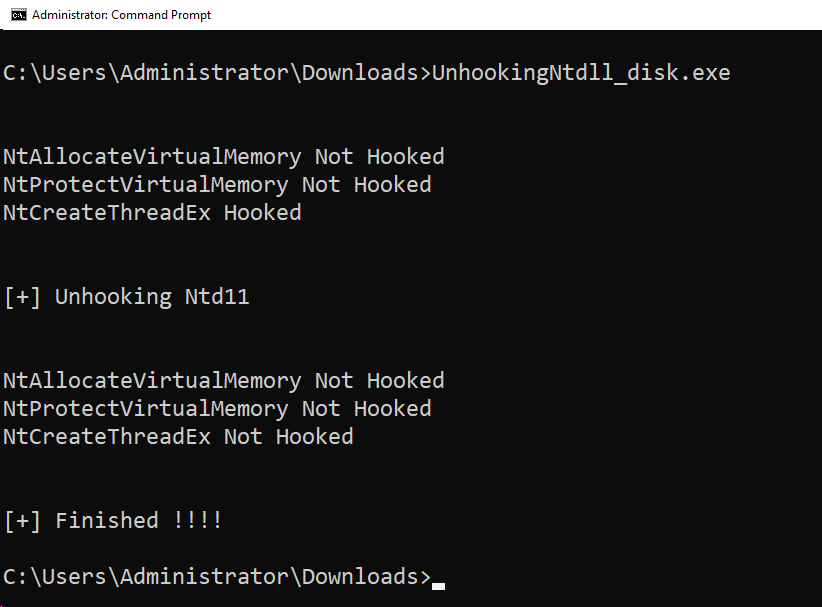 Administrator: Command Prompt
C:\Users\Administrator\Downloads>UnhookingNtdll_disk.exe
NtAllocateVirtualMemory Not Hooked
NtProtectVirtualMemory Not Hooked
NtCreateThreadEx Hooked
[+] Unhooking Ntd11
NtAllocateVirtualMemory Not Hooked
NtProtectVirtualMemory Not Hooked
NtCreateThreadEx Not Hooked
[+] Finished !!!!
C:\Users\Administrator\Downloads>